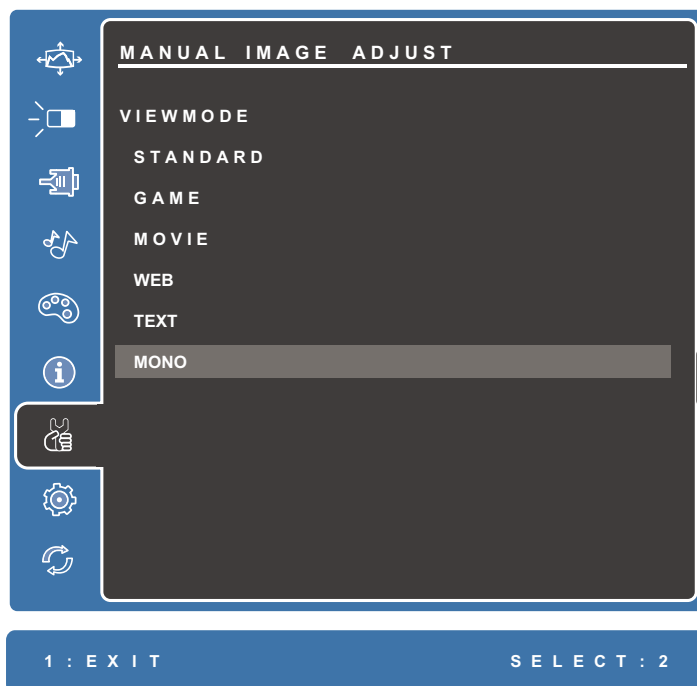 MANUAL IMAGE ADJUST
VIEWMODE
STANDARD
GAME
MOVIE
WEB
TEXT
MONO
1:EXIT SELECT:2